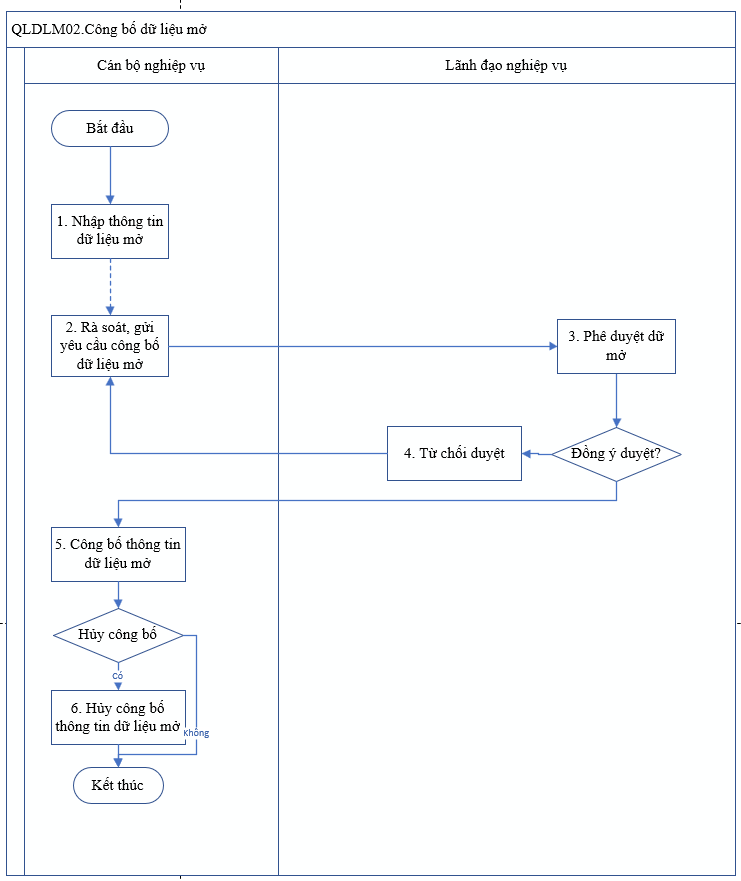 QLDLM02.Công bố dữ liệu mở
Cán bộ nghiệp vụ
Lãnh đạo nghiệp vụ
Bắt đầu
1. Nhập thông tin
dữ liệu mở
2. Rà soát, gửi
yêu cầu công bố
dữ liệu mở
3. Phê duyệt dữ
mở
Đồng ý duyệt?
4. Từ chối duyệt
5. Công bố thông tin
dữ liệu mở
Hủy công bố
Có
6. Hủy công bố
thông tin dữ liệu mở
Không
Kết thúc